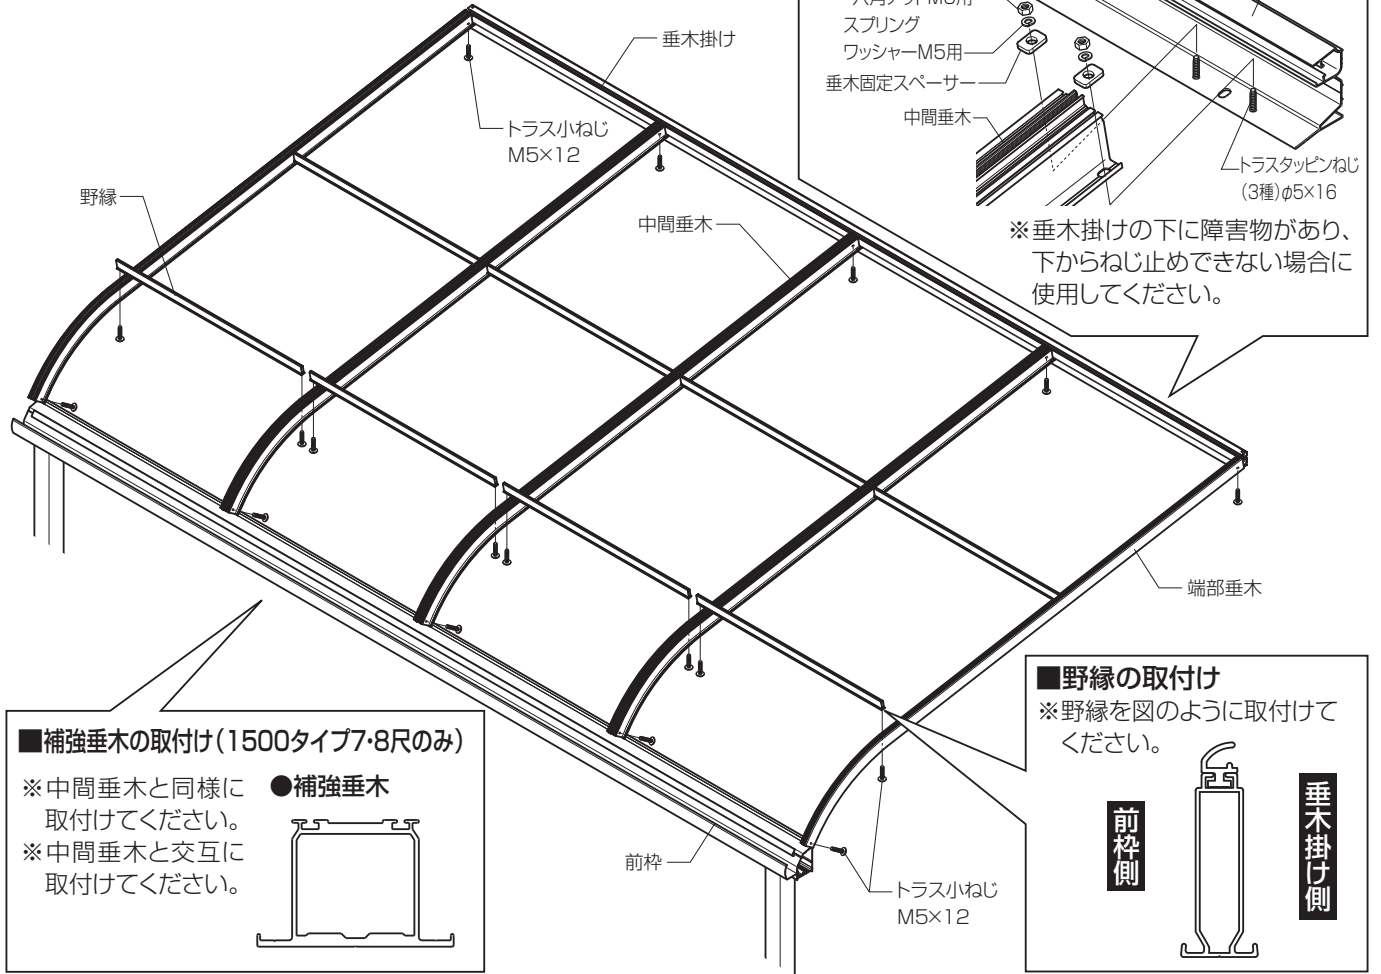 スプリング
ワッシャーM5用
垂木固定スペーサー
中間垂木
トラスタッピンねじ
(3種)φ5×16
※垂木掛けの下に障害物があり、
下からねじ止めできない場合に
使用してください。
垂木掛け
トラス小ねじ
M5×12
野縁
中間垂木
端部垂木
■補強垂木の取付け(1500タイプ7・8尺のみ)
※中間垂木と同様に
取付けてください。
※中間垂木と交互に
取付けてください。
●補強垂木
前枠
トラス小ねじ
M5×12
■野縁の取付け
※野縁を図のように取付けて
ください。
前枠側
垂木掛け側